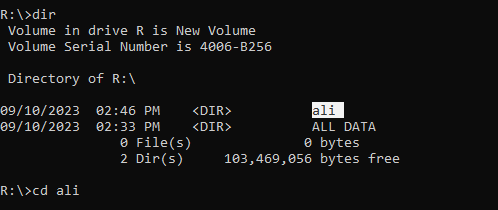 R:\>dir
 Volume in drive R is New Volume
 Volume Serial Number is 4006-B256
 Directory of R:\
09/10/2023  02:46 PM    <DIR>          ali
09/10/2023  02:33 PM    <DIR>          ALL DATA
               0 File(s)              0 bytes
               2 Dir(s)     103,469,056 bytes free
R:\>cd ali